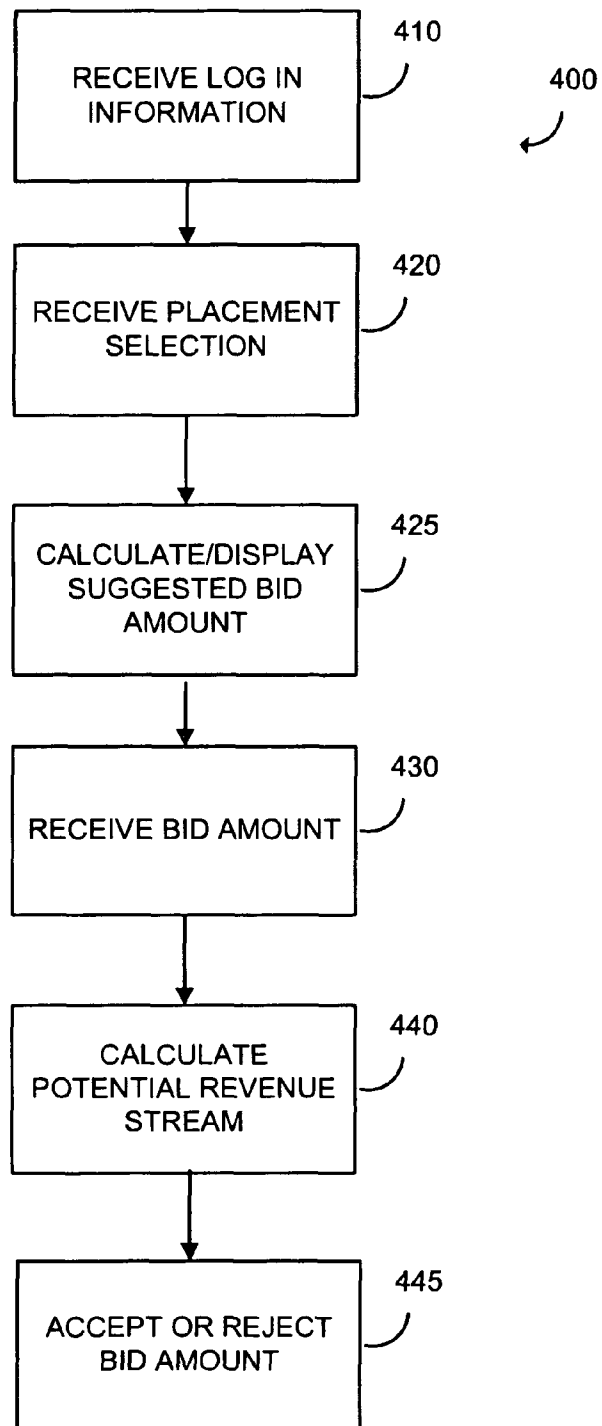 410
RECEIVE LOG IN
INFORMATION
400
420
RECEIVE PLACEMENT
SELECTION
425
CALCULATE/DISPLAY
SUGGESTED BID
AMOUNT
430
RECEIVE BID AMOUNT
440
CALCULATE
POTENTIAL REVENUE
STREAM
445
ACCEPT OR REJECT
BID AMOUNT